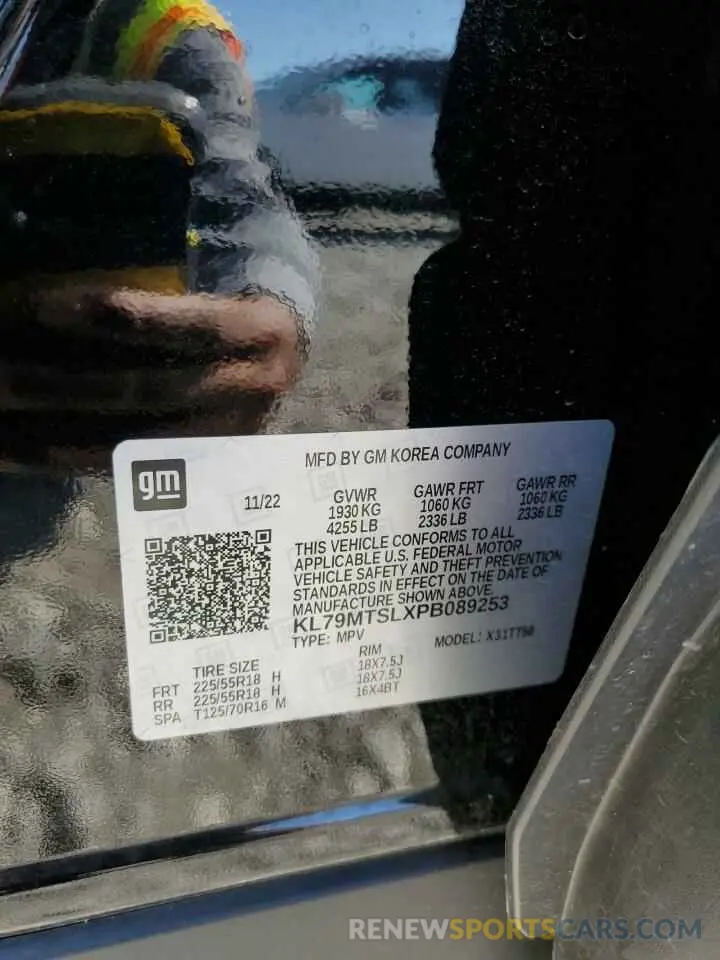 gm
MFD BY GM KOREA COMPANY
11/22
GVWR
1930 KG
4255 LB
GAWR FRT
1060 KG
2336 LB
GAWR RR
1060 KG
2336 LB
THIS VEHICLE CONFORMS TO ALL
APPLICABLE U.S. FEDERAL MOTOR
VEHICLE SAFETY AND THEFT PREVENTION
STANDARDS IN EFFECT ON THE DATE OF
MANUFACTURE SHOWN ABOVE.
KL79MTSLXPB089253
TYPE: MPV
MODEL:
TIRE SIZE RIM
FRT 225/55R18 H 18X7.5J
RR 225/55R18 H 18X7.5J
SPA T125/70R16 M 16X4BT
RENEWSPORTSCARS.COM